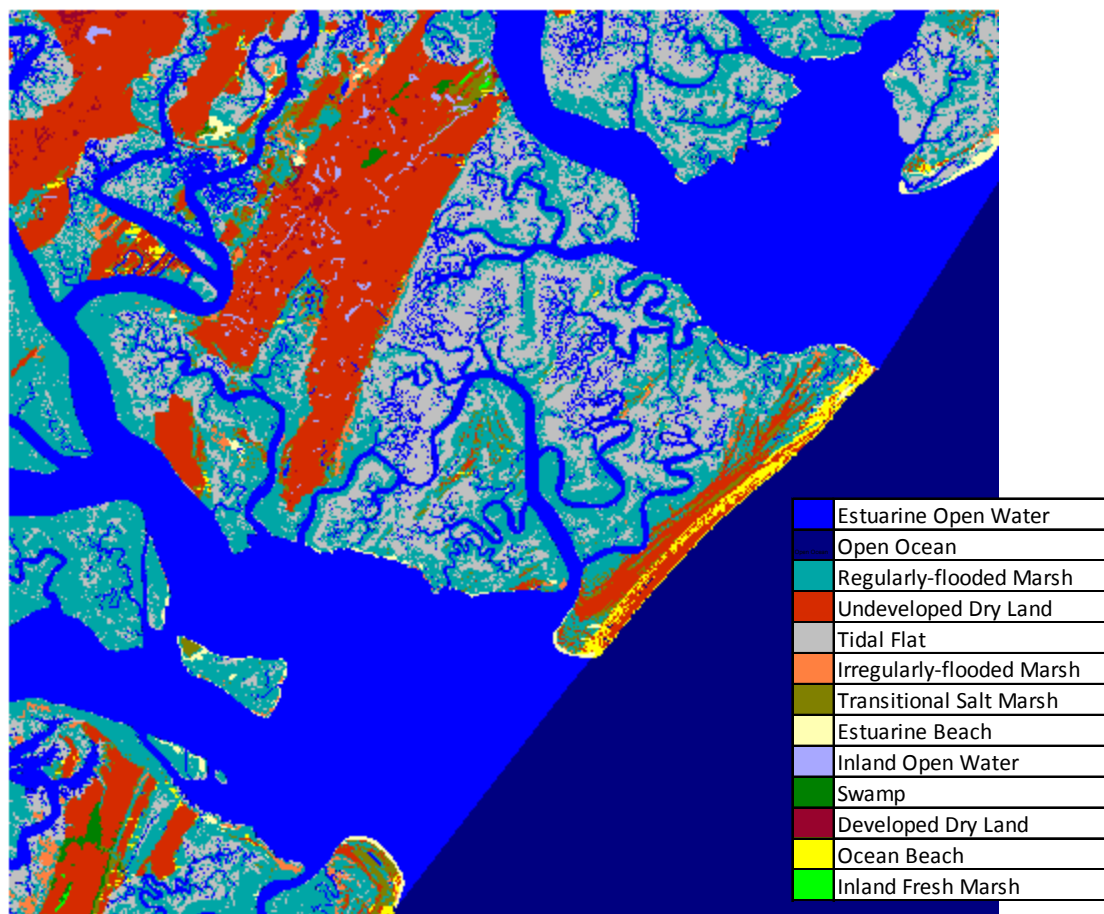 Estuarine Open Water
Open Ocean
Regularly-flooded Marsh
Undeveloped Dry Land
Tidal Flat
Irregularly-flooded Marsh
Transitional Salt Marsh
Estuarine Beach
Inland Open Water
Swamp
Developed Dry Land
Ocean Beach
Inland Fresh Marsh